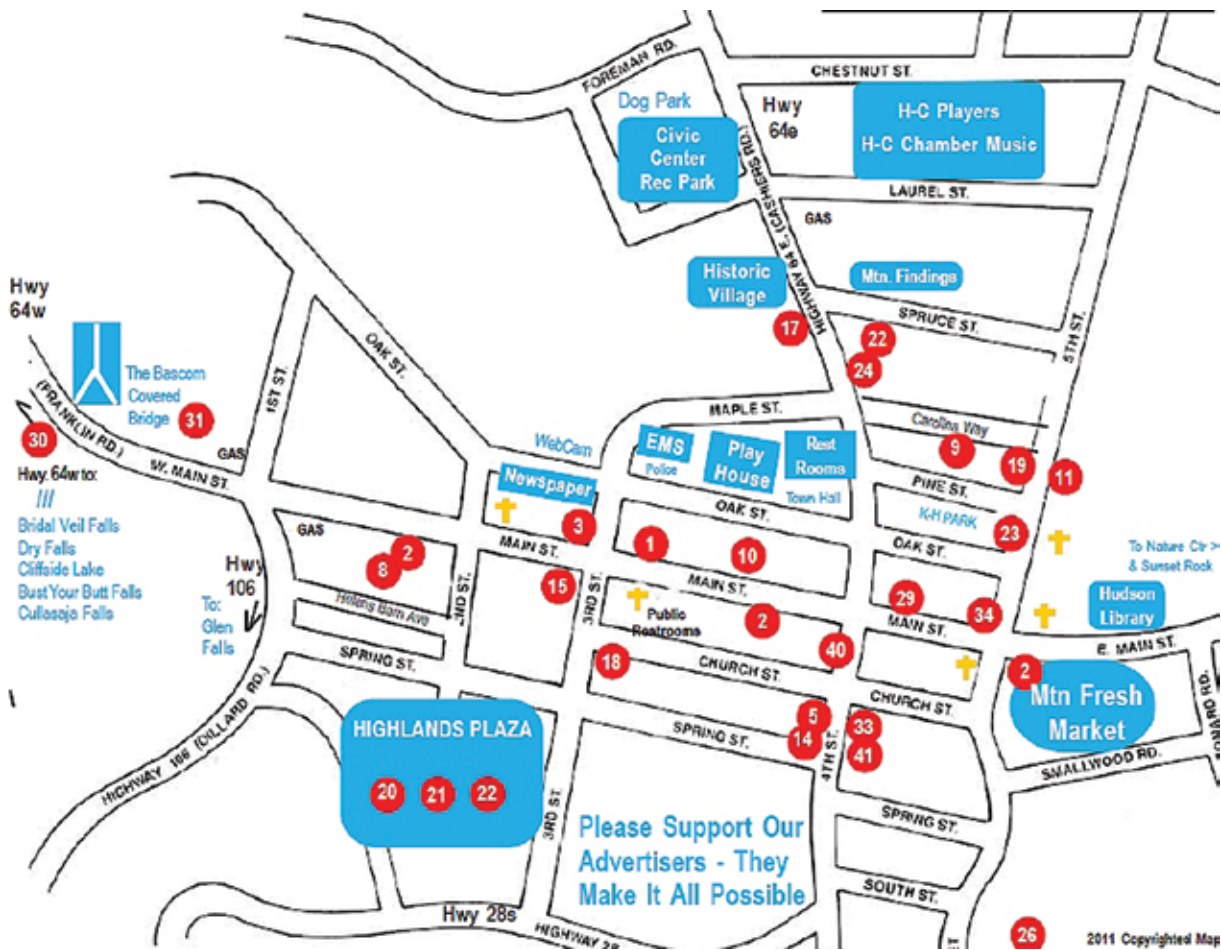 FOREMAN RD.
CHESTNUT ST.
Dog Park
Hwy
64e
H-C Players
H-C Chamber Music
Civic
Center
Rec Park
LAUREL ST.
GAS
HIGHWAY 64 E. (CASHIERS RD.)
Historic
Village
Mtn. Findings
SPRUCE ST.
5TH ST.
17
22
24
Hwy
64w
OAK ST.
1ST ST.
The Bascom
Covered
Bridge
31
30
(FRANKLIN RD.)
W. MAIN ST.
GAS
MAPLE ST.
Carolina Way
9
19
11
WebCam
EMS
Police
Play
House
Rest
Rooms
Town Hall
PINE ST.
K-H PARK
23
Hwy. 64w to:
///
Bridal Veil Falls
Dry Falls
Cliffside Lake
Bust Your Butt Falls
Cullasaja Falls
Newspaper
3
OAK ST.
OAK ST.
To Nature Ctr >
& Sunset Rock
GAS
2
8
MAIN ST.
1
10
MAIN ST.
29
34
MAIN ST.
Hudson
Library
Hwy
106
To:
Glen
Falls
Helens Barn Ave
2ND ST.
15
3RD ST.
Public
Restrooms
2
40
E. MAIN ST.
SPRING ST.
18
CHURCH ST.
CHURCH ST.
2
Mtn Fresh
Market
HIGHWAY 106 (DILLARD RD.)
HIGHLANDS PLAZA
20
21
22
SPRING ST.
5
14
4TH ST.
33
41
SMALLWOOD RD.
3RD ST.
SPRING ST.
Please Support Our
Advertisers - They
Make It All Possible
SOUTH ST.
Hwy 28s
HIGHWAY 28
26
2011 Copyrighted Map